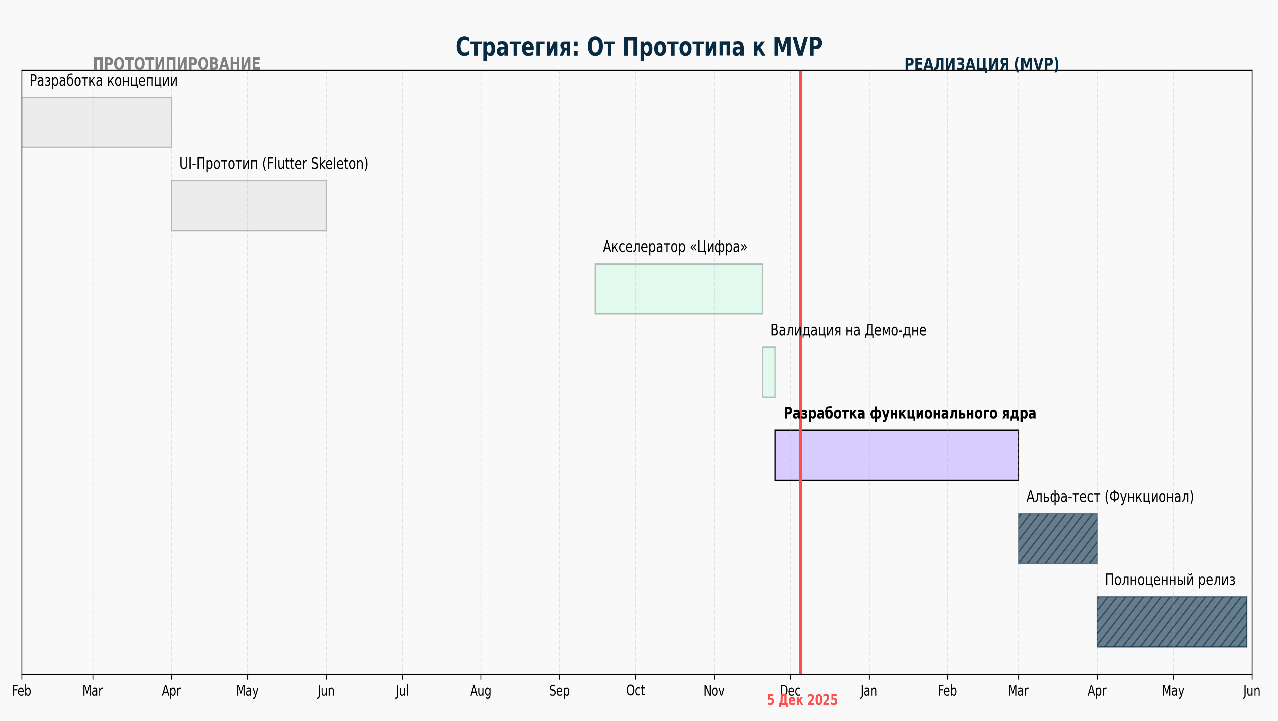 Стратегия: От Прототипа к MVP
ПРОТОТИПИРОВАНИЕ
РЕАЛИЗАЦИЯ (MVP)
Разработка концепции
UI-Прототип (Flutter Skeleton)
Акселератор «Цифра»
Валидация на Демо-дне
Разработка функционального ядра
Альфа-тест (Функционал)
Полноценный релиз
Feb Mar Apr May Jun Jul Aug Sep Oct Nov Dec Jan Feb Mar Apr May Jun
5 Дек 2025